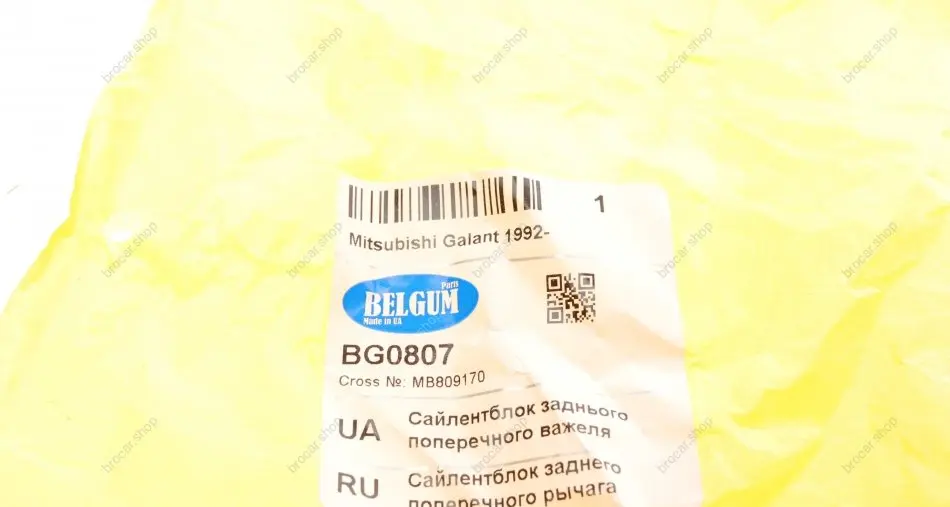 1
Mitsubishi Galant 1992-
Parts
BELGUM
Made in UA
BG0807
Cross №: MB809170
UA
Сайлентблок заднього
поперечного важеля
RU
Сайлентблок заднего
поперечного рычага
brocar.shop